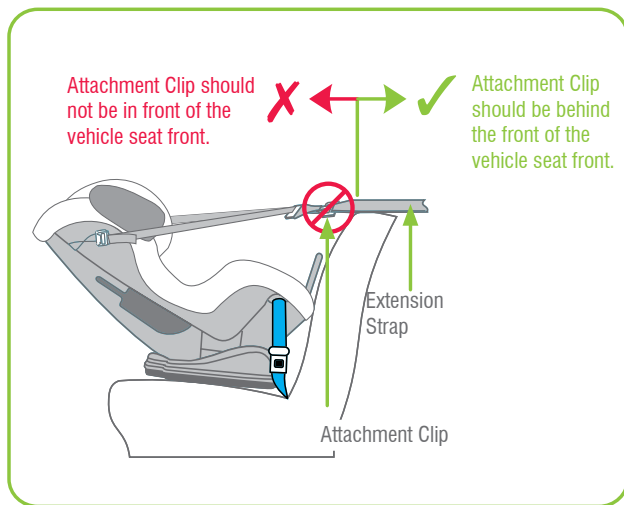 Attachment Clip should
not be in front of the
vehicle seat front.
Attachment Clip
should be behind
the front of the
vehicle seat front.
Extension
Strap
Attachment Clip